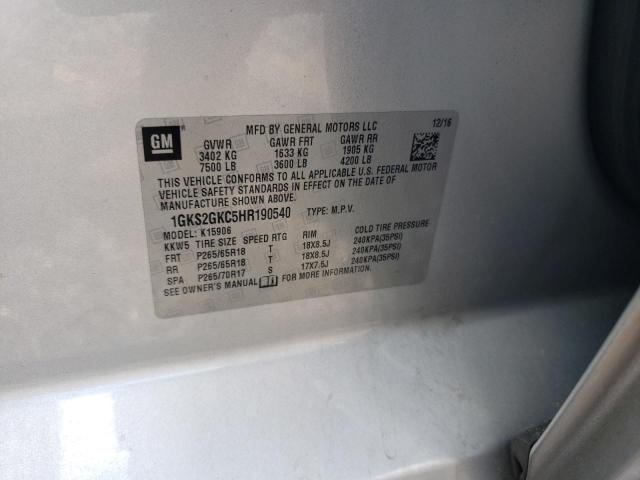 GM
®
MFD BY GENERAL MOTORS LLC 12/16
GVWR GAWR FRT GAWR RR
3402 KG 1633 KG 1905 KG
7500 LB 3600 LB 4200 LB
THIS VEHICLE CONFORMS TO ALL APPLICABLE U.S. FEDERAL MOTOR
VEHICLE SAFETY STANDARDS IN EFFECT ON THE DATE OF
MANUFACTURE SHOWN ABOVE.
1GKS2GKC5HR190540 TYPE: M.P.V.
MODEL: K15906
KKW5 TIRE SIZE SPEED RTG RIM COLD TIRE PRESSURE
FRT P265/65R18 T 18X8.5J 240KPA(35PSI)
RR P265/65R18 T 18X8.5J 240KPA(35PSI)
SPA P265/70R17 S 17X7.5J 240KPA(35PSI)
SEE OWNER'S MANUAL FOR MORE INFORMATION.